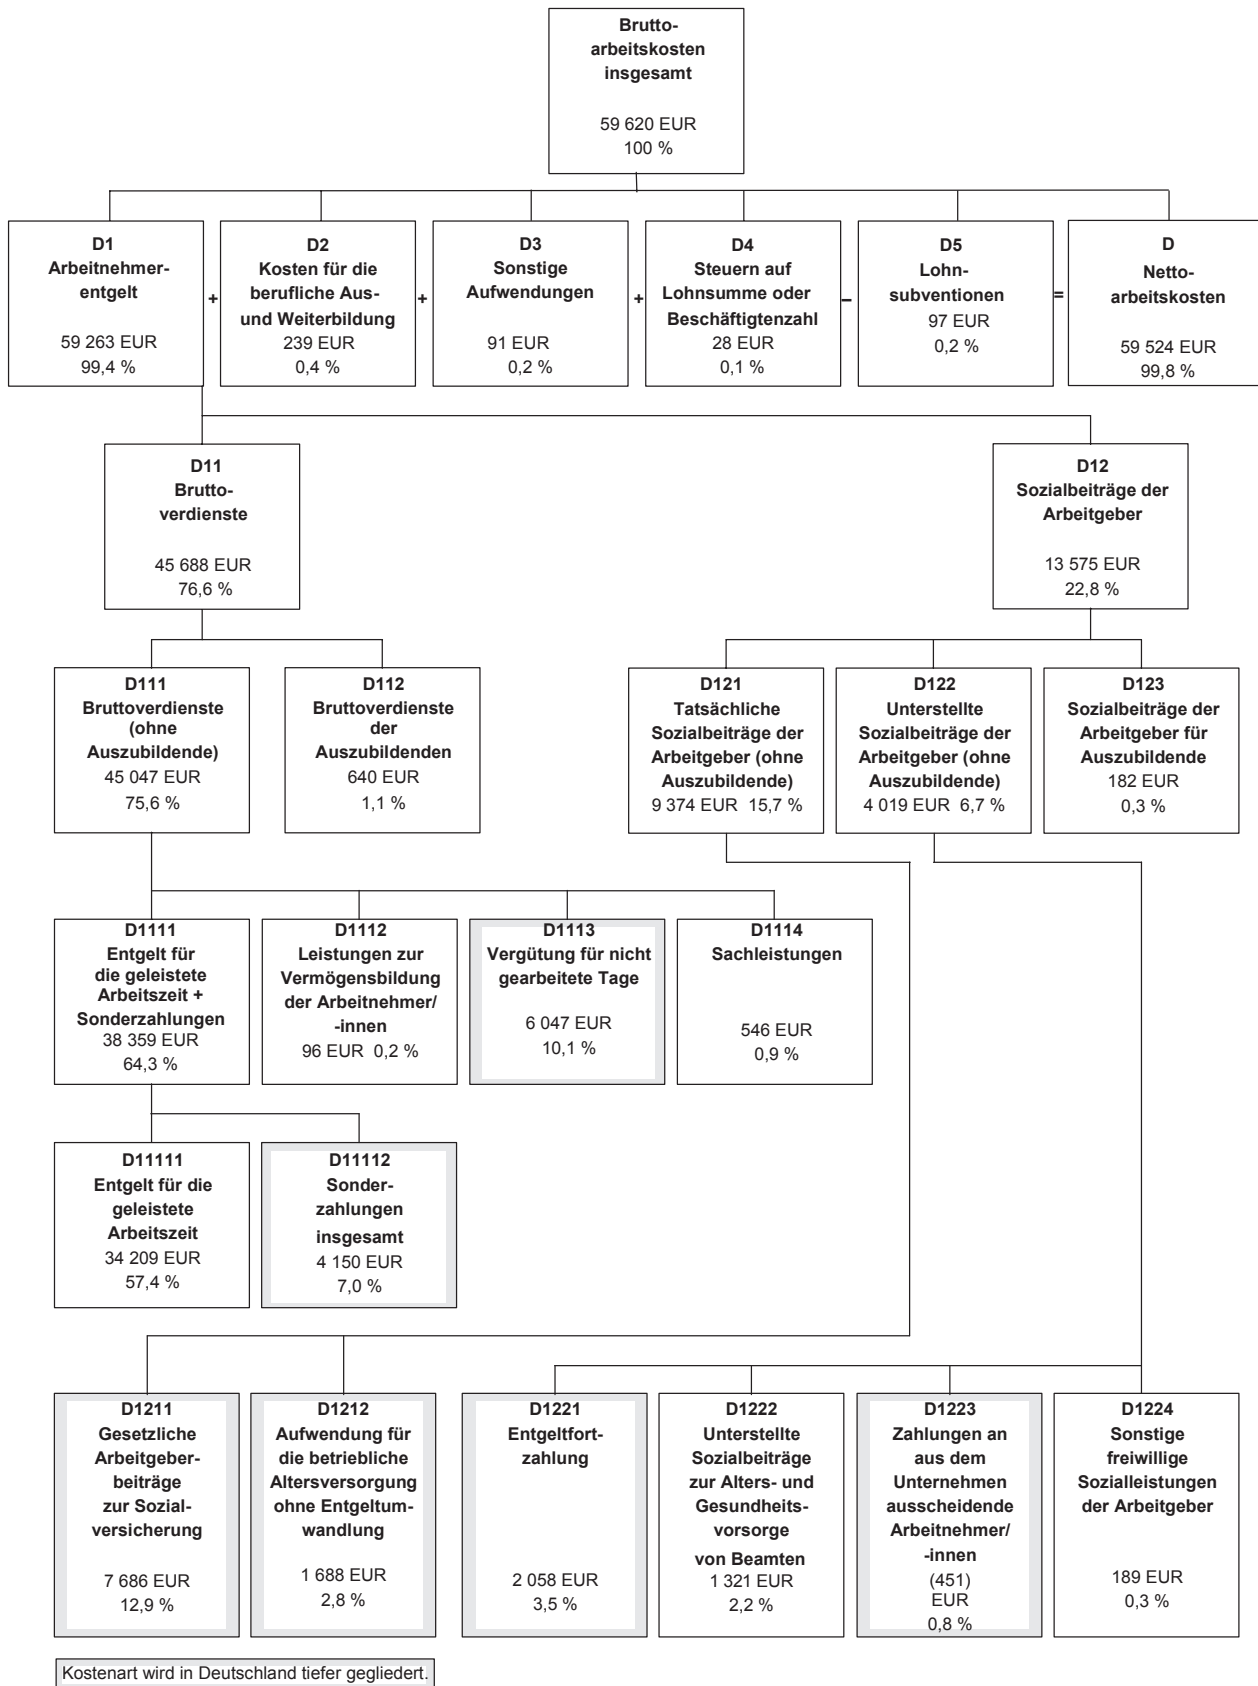 Brutto-
arbeitskosten
insgesamt
59 620 EUR
100 %
D1
Arbeitnehmer-
entgelt
59 263 EUR
99,4 %
+
D2
Kosten für die
berufliche Aus-
und Weiterbildung
239 EUR
0,4 %
+
D3
Sonstige
Aufwendungen
91 EUR
0,2 %
+
D4
Steuern auf
Lohnsumme oder
Beschäftigtenzahl
28 EUR
0,1 %
–
D5
Lohn-
subventionen
97 EUR
0,2 %
=
D
Netto-
arbeitskosten
59 524 EUR
99,8 %
D11
Brutto-
verdienste
45 688 EUR
76,6 %
D12
Sozialbeiträge der
Arbeitgeber
13 575 EUR
22,8 %
D111
Bruttoverdienste
(ohne
Auszubildende)
45 047 EUR
75,6 %
D112
Bruttoverdienste
der
Auszubildenden
640 EUR
1,1 %
D121
Tatsächliche
Sozialbeiträge der
Arbeitgeber (ohne
Auszubildende)
9 374 EUR 15,7 %
D122
Unterstellte
Sozialbeiträge der
Arbeitgeber (ohne
Auszubildende)
4 019 EUR 6,7 %
D123
Sozialbeiträge der
Arbeitgeber für
Auszubildende
182 EUR
0,3 %
D1111
Entgelt für
die geleistete
Arbeitszeit +
Sonderzahlungen
38 359 EUR
64,3 %
D1112
Leistungen zur
Vermögensbildung
der Arbeitnehmer/
-innen
96 EUR 0,2 %
D1113
Vergütung für nicht
gearbeitete Tage
6 047 EUR
10,1 %
D1114
Sachleistungen
546 EUR
0,9 %
D11111
Entgelt für die
geleistete
Arbeitszeit
34 209 EUR
57,4 %
D11112
Sonder-
zahlungen
insgesamt
4 150 EUR
7,0 %
D1211
Gesetzliche
Arbeitgeber-
beiträge
zur Sozial-
versicherung
7 686 EUR
12,9 %
D1212
Aufwendung für
die betriebliche
Altersversorgung
ohne Entgeltum-
wandlung
1 688 EUR
2,8 %
D1221
Entgeltfort-
zahlung
2 058 EUR
3,5 %
D1222
Unterstellte
Sozialbeiträge
zur Alters- und
Gesundheits-
vorsorge
von Beamten
1 321 EUR
2,2 %
D1223
Zahlungen an
aus dem
Unternehmen
ausscheidende
Arbeitnehmer/
-innen
(451)
EUR
0,8 %
D1224
Sonstige
freiwillige
Sozialleistungen
der Arbeitgeber
189 EUR
0,3 %
Kostenart wird in Deutschland tiefer gegliedert.